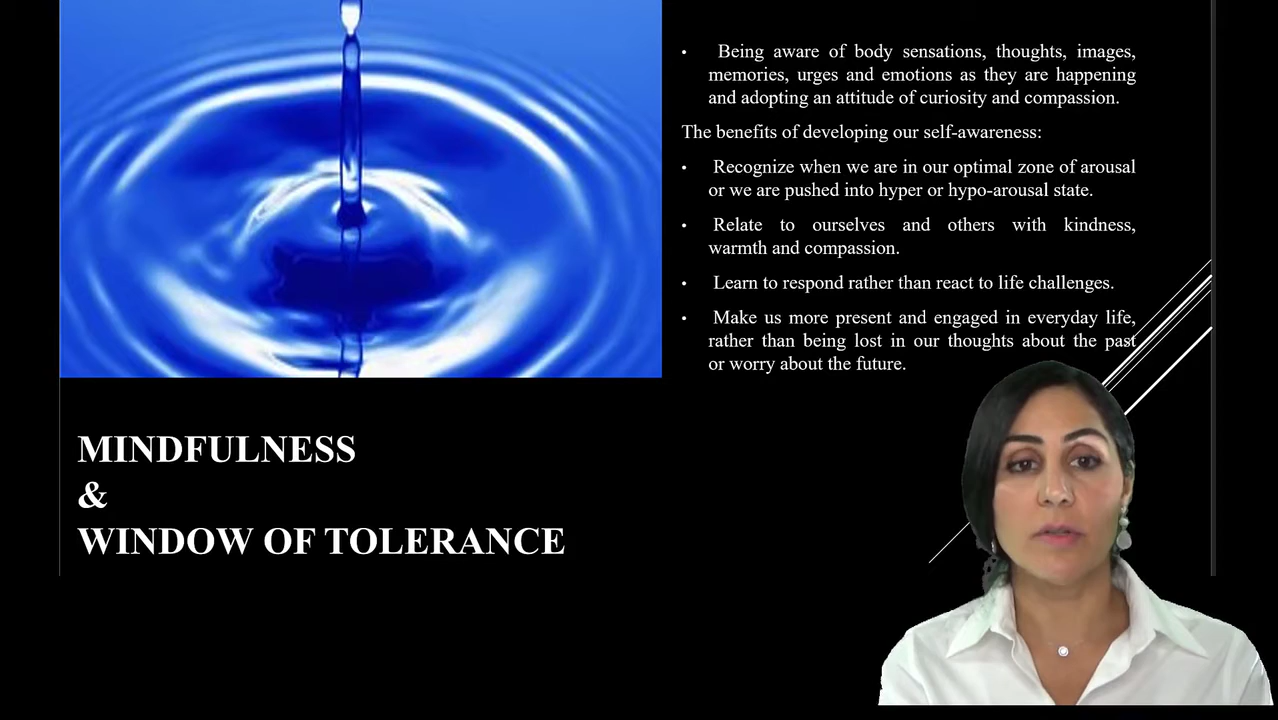 • Being aware of body sensations, thoughts, images,
memories, urges and emotions as they are happening
and adopting an attitude of curiosity and compassion.
The benefits of developing our self-awareness:
• Recognize when we are in our optimal zone of arousal
or we are pushed into hyper or hypo-arousal state.
• Relate to ourselves and others with kindness,
warmth and compassion.
• Learn to respond rather than react to life challenges.
• Make us more present and engaged in everyday life,
rather than being lost in our thoughts about the past
or worry about the future.
MINDFULNESS
&
WINDOW OF TOLERANCE